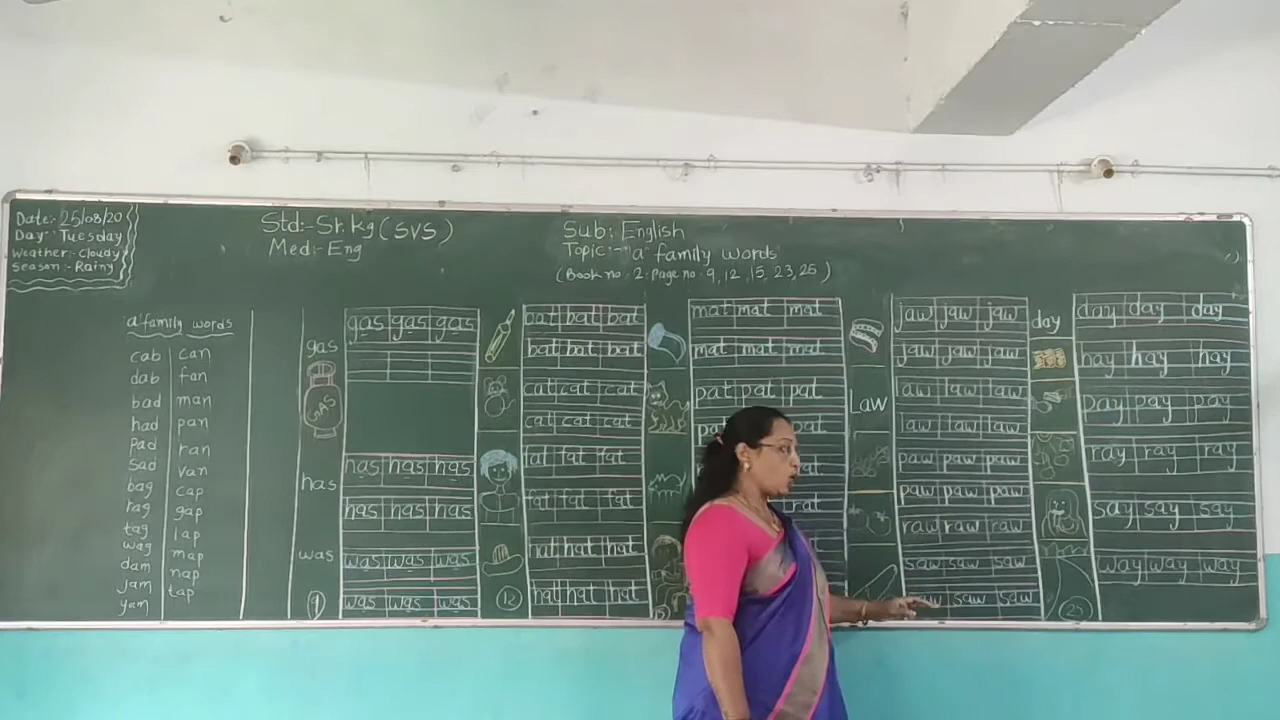 Date:- 25/08/20
Day:- Tuesday
Weather:- Cloudy
Season:- Rainy
Std:- Sr.kg (SVS)
Med:- Eng
Sub: English
Topic:- "a" family words
(Book no. 2. Page no. 9, 12, 15, 23, 25)
'a' family words
cab can
dab fan
bad man
had pan
Pad ran
Sad van
bag cap
rag gap
tag lap
wag map
dam nap
jam tap
yam
gas
gas gas gas
GAS
has
has has has
has has has
was
was was was
was was was
9
bat bat bat
bat bat bat
cat cat cat
cat cat cat
fat fat fat
fat fat fat
hat hat hat
hat hat hat
12
mat mat mat
mat mat mat
pat pat pat
pat
rat
jaw jaw jaw
jaw jaw jaw
Law
law law law
law law law
paw paw paw
paw paw paw
raw raw raw
saw saw saw
saw saw
day
day day day
hay hay hay
pay pay pay
ray ray ray
say say say
way way way